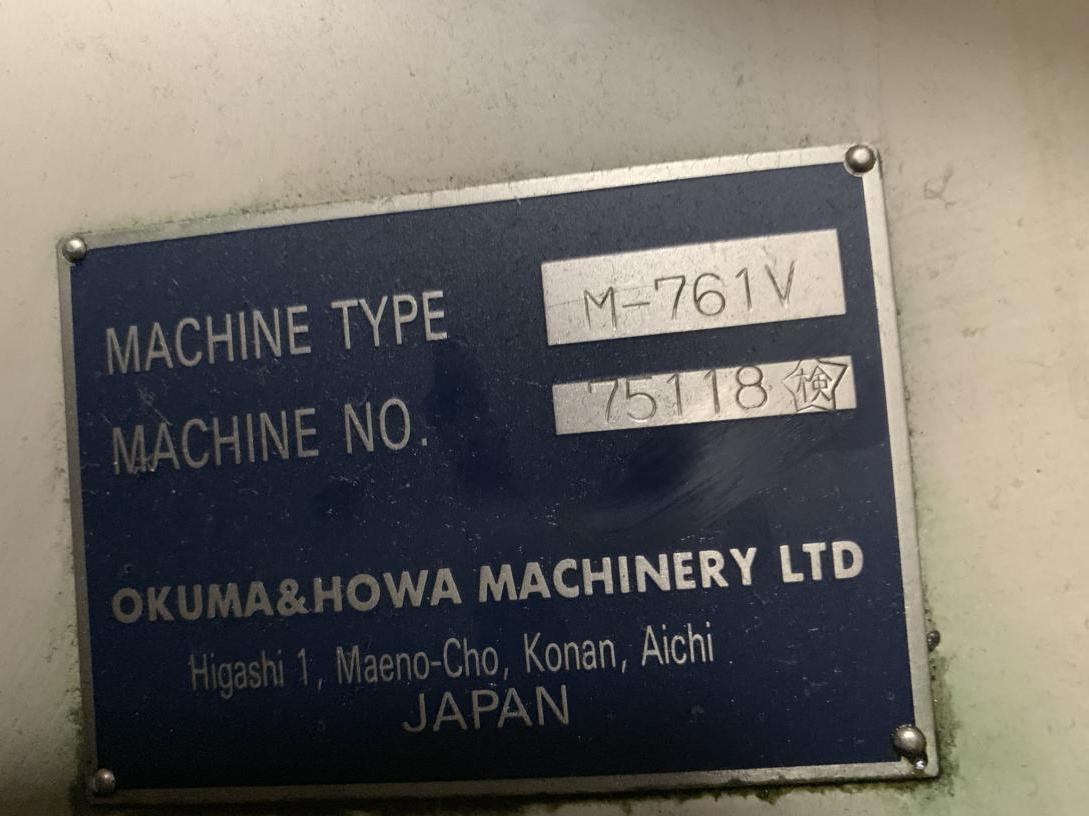 MACHINE TYPE M-761V
MACHINE NO. 75118 検
OKUMA&HOWA MACHINERY LTD
Higashi 1, Maeno-Cho, Konan, Aichi
JAPAN